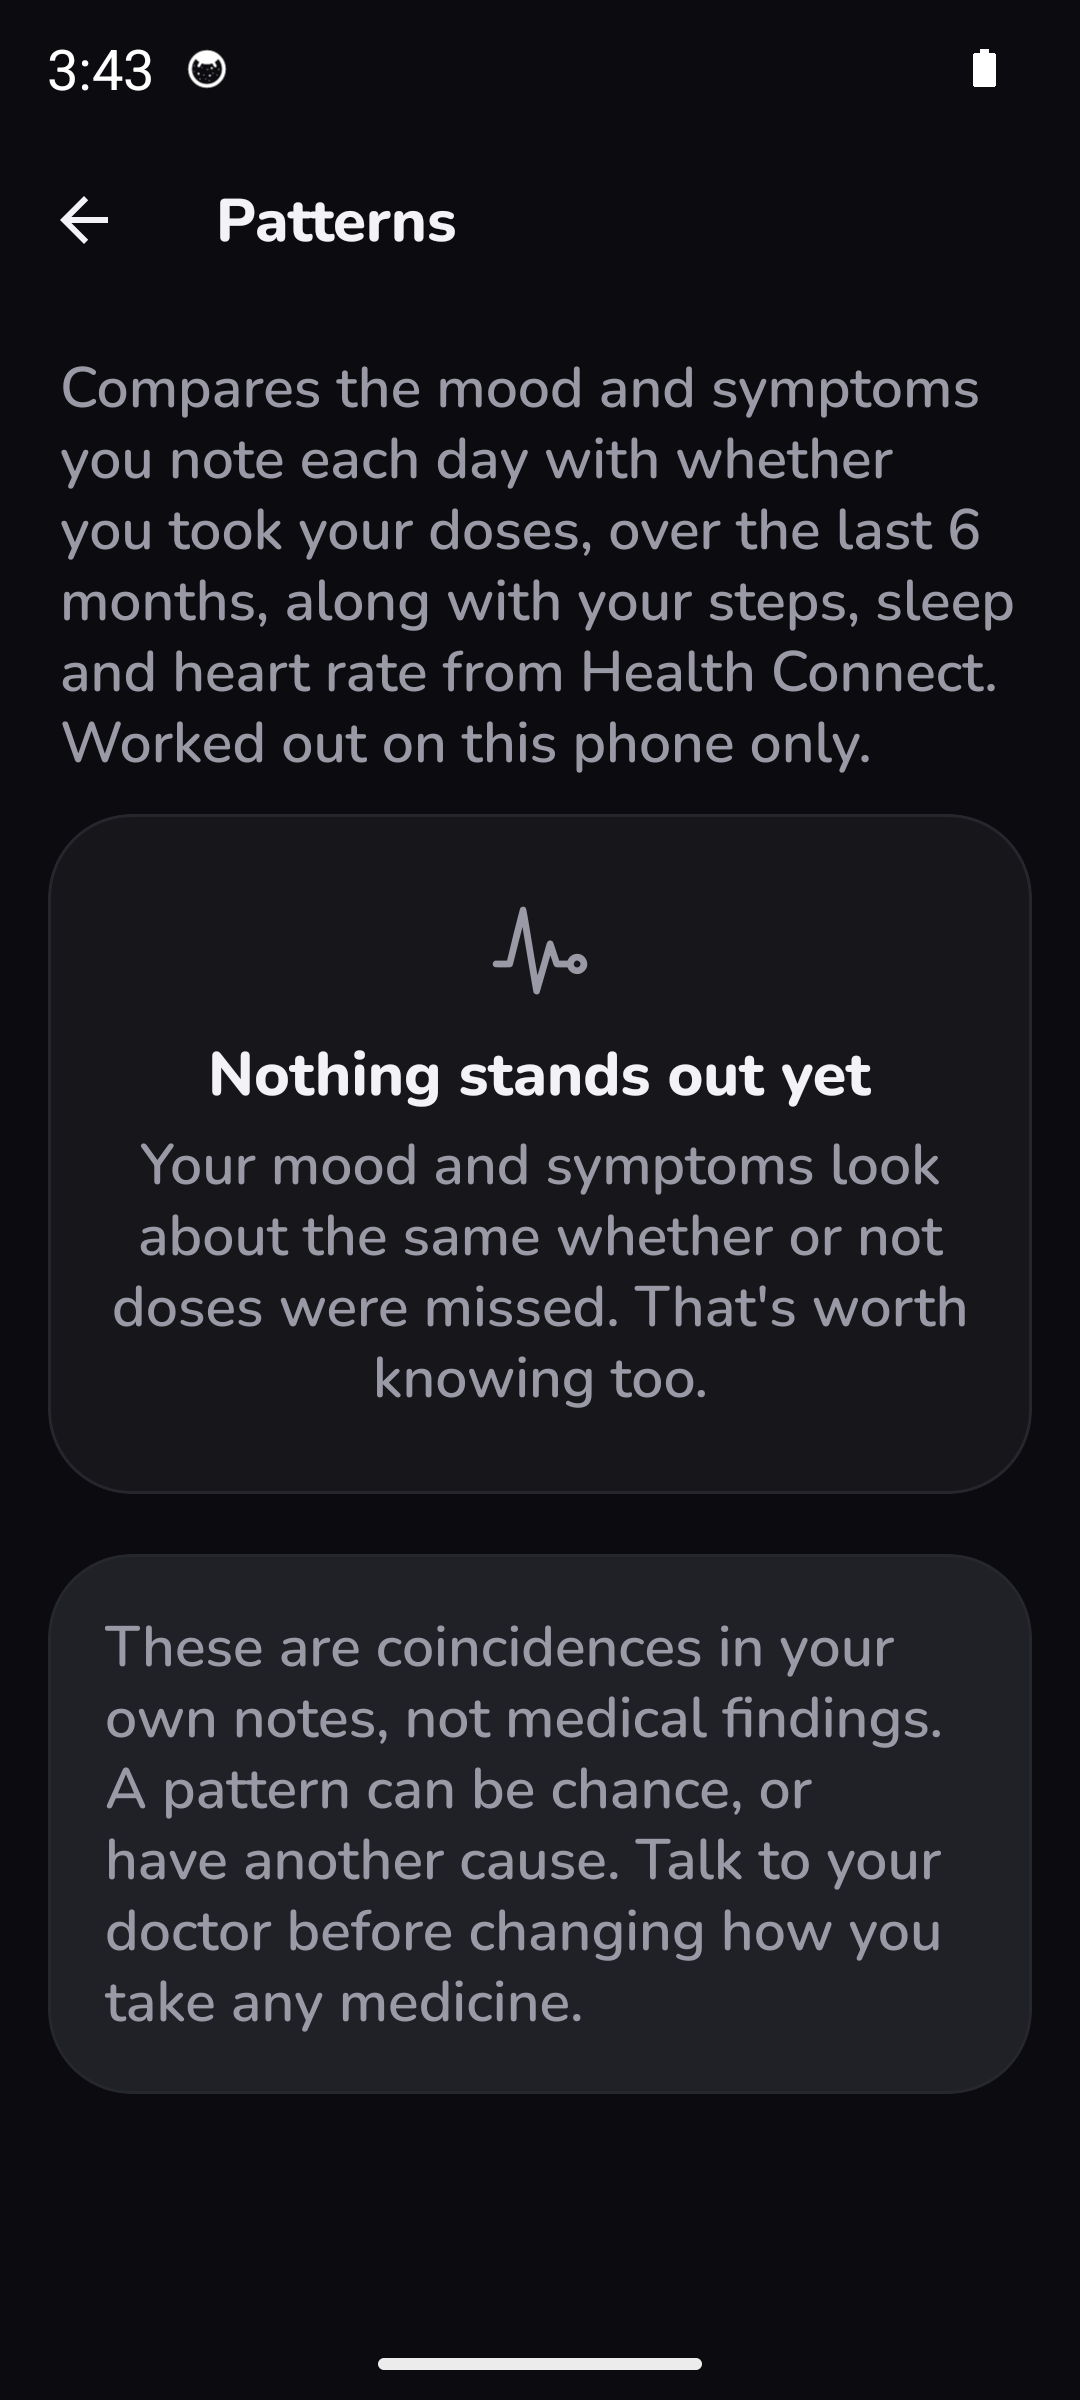 3:43
Patterns
Compares the mood and symptoms
you note each day with whether
you took your doses, over the last 6
months, along with your steps, sleep
and heart rate from Health Connect.
Worked out on this phone only.
Nothing stands out yet
Your mood and symptoms look
about the same whether or not
doses were missed. That's worth
knowing too.
These are coincidences in your
own notes, not medical findings.
A pattern can be chance, or
have another cause. Talk to your
doctor before changing how you
take any medicine.